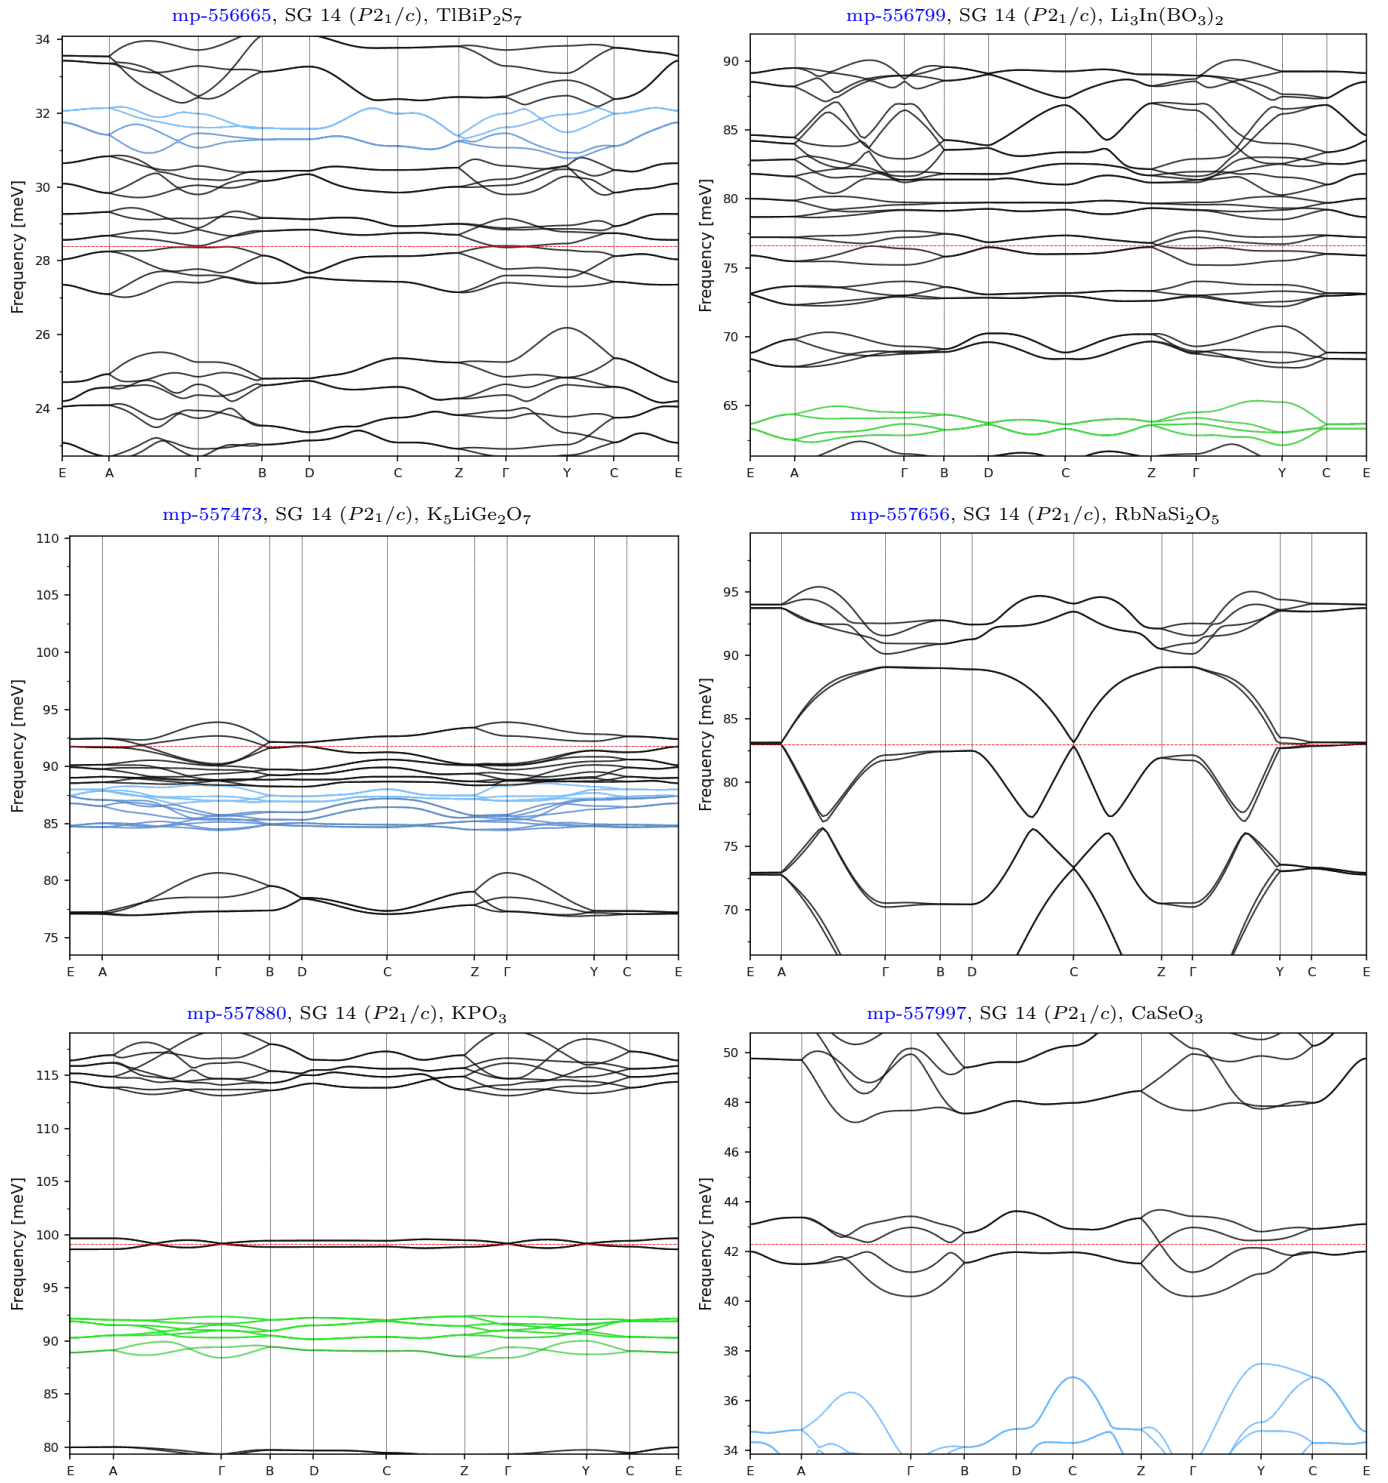 mp-556665, SG 14 (P2₁/c), TlBiP₂S₇
Frequency [meV]
34
32
30
28
26
24
E A Γ B D C Z Γ Y C E
mp-556799, SG 14 (P2₁/c), Li₃In(BO₃)₂
Frequency [meV]
90
85
80
75
70
65
E A Γ B D C Z Γ Y C E
mp-557473, SG 14 (P2₁/c), K₅LiGe₂O₇
Frequency [meV]
110
105
100
95
90
85
80
75
E A Γ B D C Z Γ Y C E
mp-557656, SG 14 (P2₁/c), RbNaSi₂O₅
Frequency [meV]
95
90
85
80
75
70
E A Γ B D C Z Γ Y C E
mp-557880, SG 14 (P2₁/c), KPO₃
Frequency [meV]
115
110
105
100
95
90
85
80
E A Γ B D C Z Γ Y C E
mp-557997, SG 14 (P2₁/c), CaSeO₃
Frequency [meV]
50
48
46
44
42
40
38
36
34
E A Γ B D C Z Γ Y C E